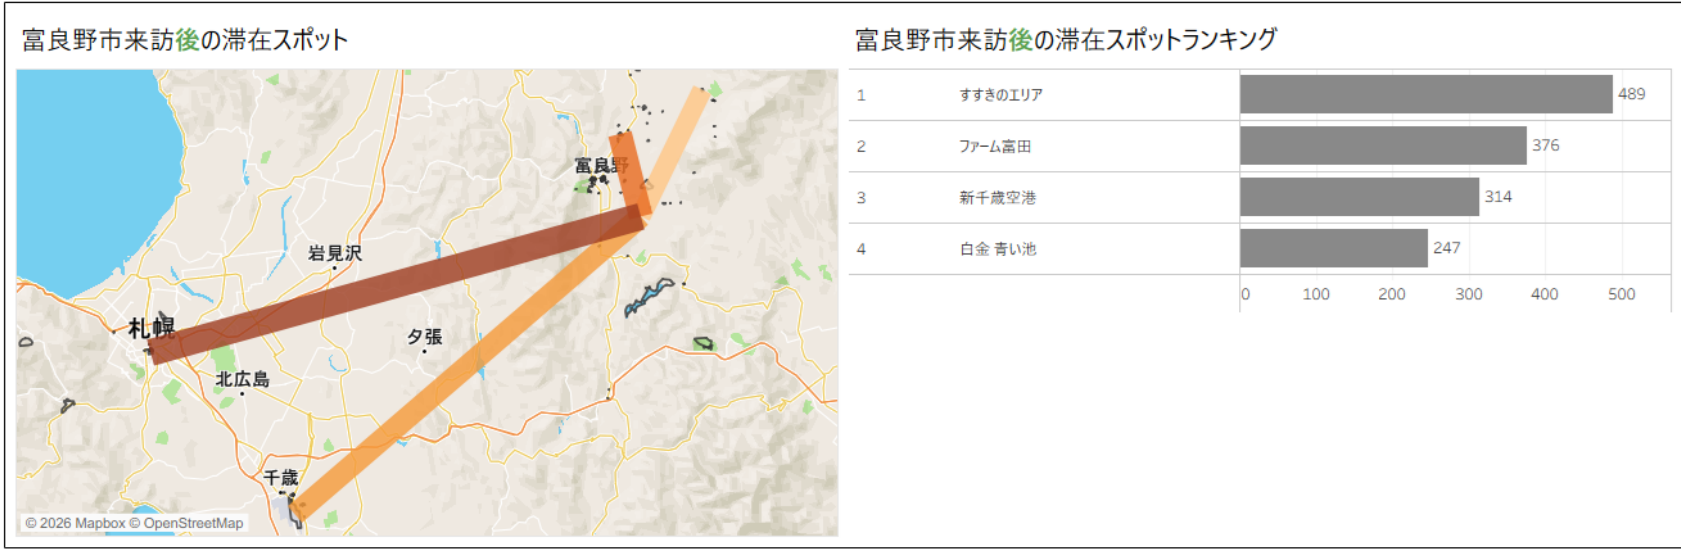 富良野市来訪後の滞在スポット
富良野
岩見沢
札幌
夕張
北広島
千歳
© 2026 Mapbox © OpenStreetMap
富良野市来訪後の滞在スポットランキング
1 すすきのエリア 489
2 ファーム富田 376
3 新千歳空港 314
4 白金 青い池 247
0 100 200 300 400 500